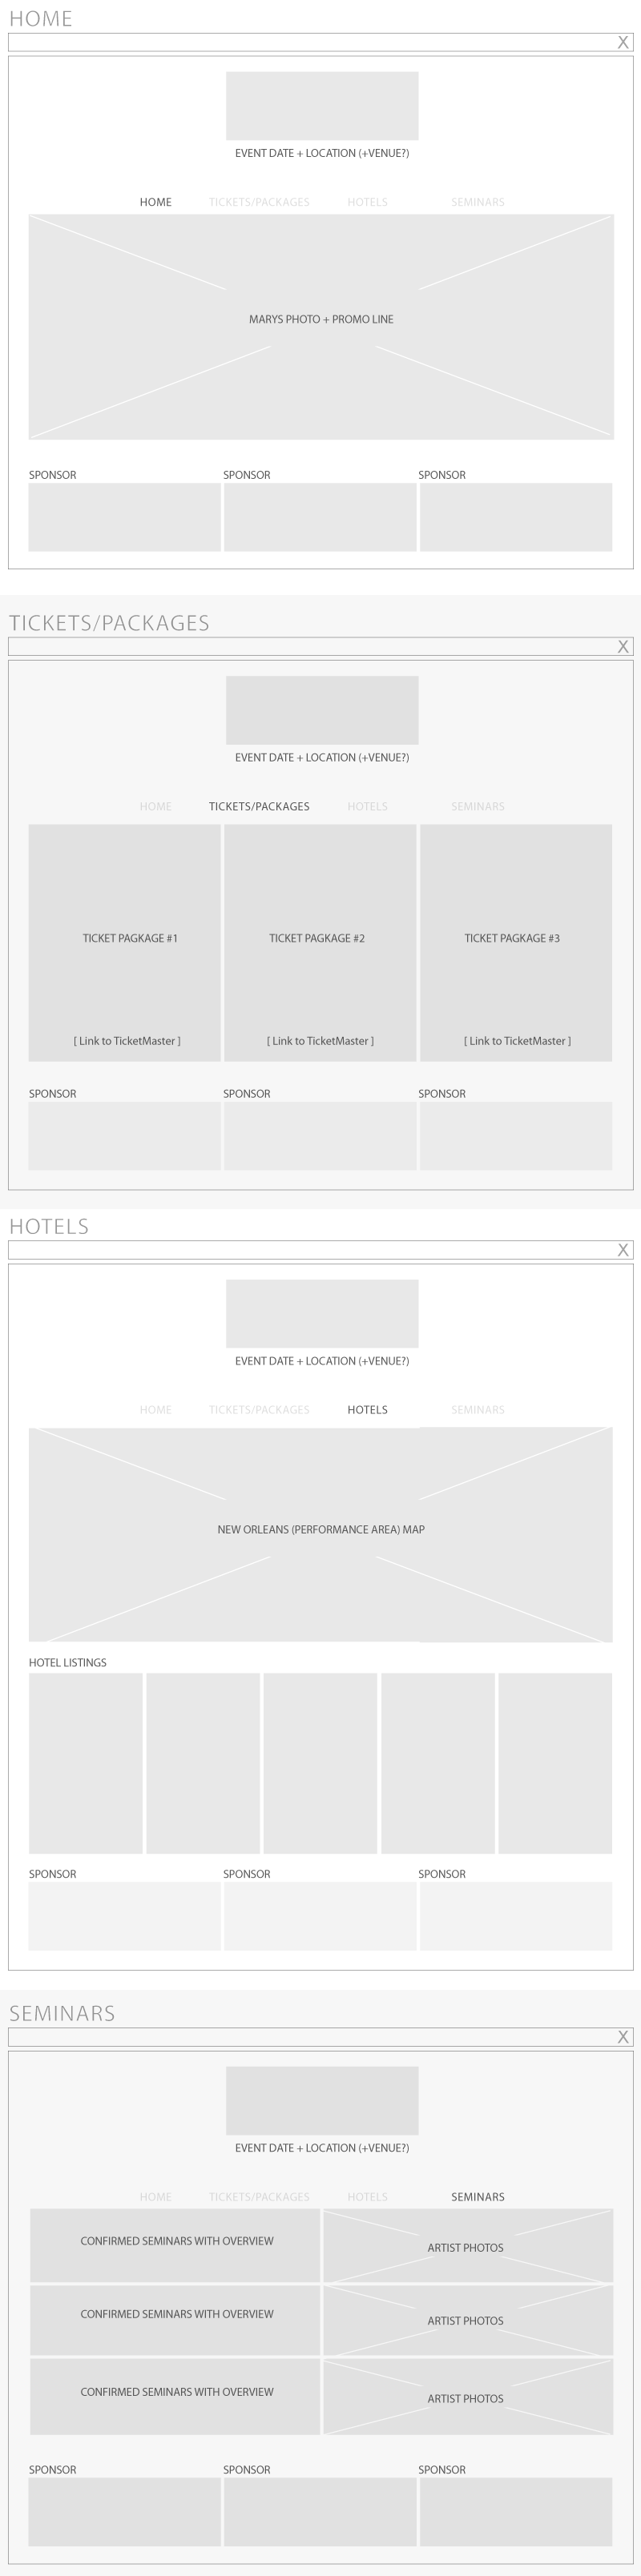 HOME
X
EVENT DATE + LOCATION (+VENUE?)
HOME TICKETS/PACKAGES HOTELS SEMINARS
MARYS PHOTO + PROMO LINE
SPONSOR SPONSOR SPONSOR
TICKETS/PACKAGES
X
EVENT DATE + LOCATION (+VENUE?)
HOME TICKETS/PACKAGES HOTELS SEMINARS
TICKET PAGKAGE #1 TICKET PAGKAGE #2 TICKET PAGKAGE #3
[ Link to TicketMaster ] [ Link to TicketMaster ] [ Link to TicketMaster ]
SPONSOR SPONSOR SPONSOR
HOTELS
X
EVENT DATE + LOCATION (+VENUE?)
HOME TICKETS/PACKAGES HOTELS SEMINARS
NEW ORLEANS (PERFORMANCE AREA) MAP
HOTEL LISTINGS
SPONSOR SPONSOR SPONSOR
SEMINARS
X
EVENT DATE + LOCATION (+VENUE?)
HOME TICKETS/PACKAGES HOTELS SEMINARS
CONFIRMED SEMINARS WITH OVERVIEW ARTIST PHOTOS
CONFIRMED SEMINARS WITH OVERVIEW ARTIST PHOTOS
CONFIRMED SEMINARS WITH OVERVIEW ARTIST PHOTOS
SPONSOR SPONSOR SPONSOR